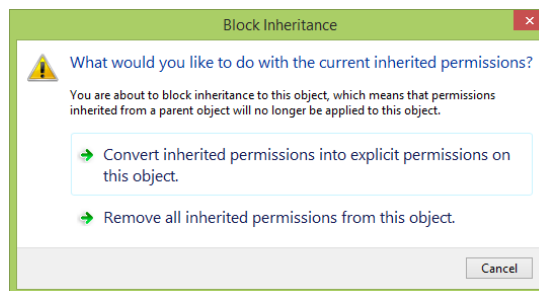 Block Inheritance
What would you like to do with the current inherited permissions?
You are about to block inheritance to this object, which means that permissions
inherited from a parent object will no longer be applied to this object.
Convert inherited permissions into explicit permissions on
this object.
Remove all inherited permissions from this object.
Cancel